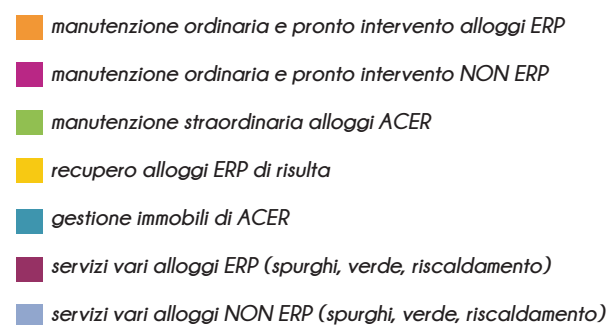 manutenzione ordinaria e pronto intervento alloggi ERP
manutenzione ordinaria e pronto intervento NON ERP
manutenzione straordinaria alloggi ACER
recupero alloggi ERP di risulta
gestione immobili di ACER
servizi vari alloggi ERP (spurghi, verde, riscaldamento)
servizi vari alloggi NON ERP (spurghi, verde, riscaldamento)